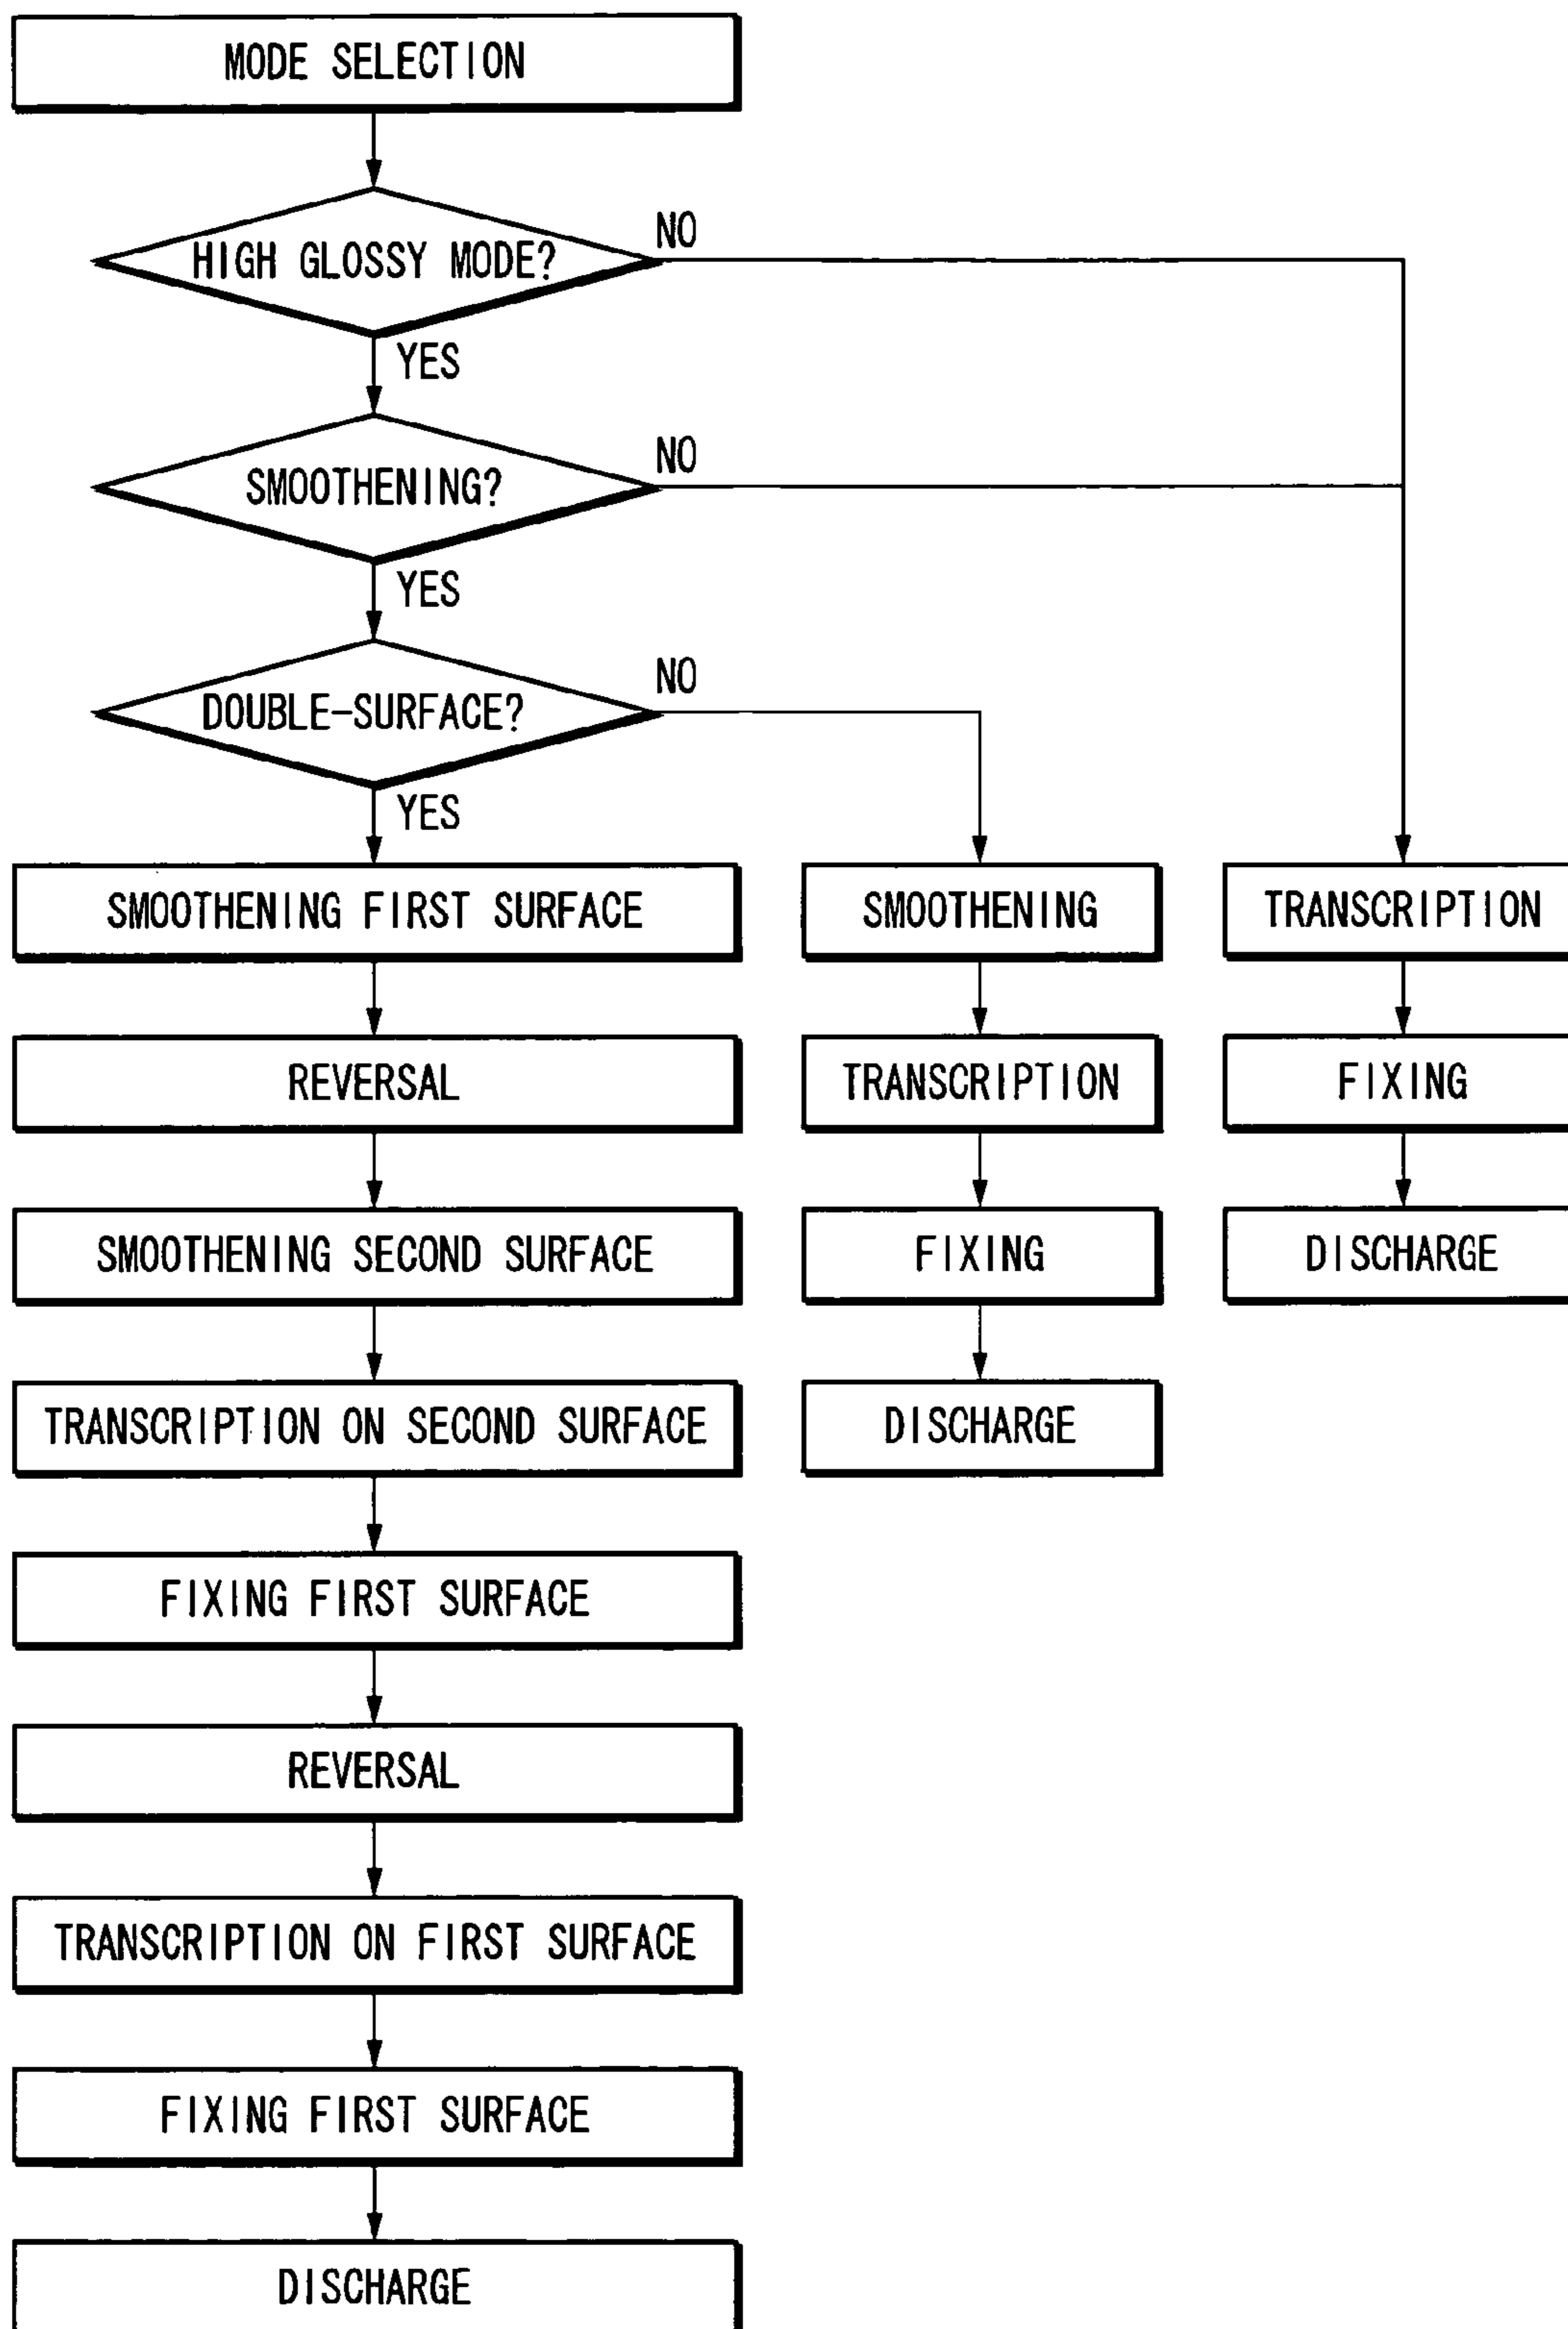 MODE SELECTION
HIGH GLOSSY MODE?
NO
YES
SMOOTHENING?
NO
YES
DOUBLE-SURFACE?
NO
YES
SMOOTHENING FIRST SURFACE
REVERSAL
SMOOTHENING SECOND SURFACE
TRANSCRIPTION ON SECOND SURFACE
FIXING FIRST SURFACE
REVERSAL
TRANSCRIPTION ON FIRST SURFACE
FIXING FIRST SURFACE
DISCHARGE
SMOOTHENING
TRANSCRIPTION
FIXING
DISCHARGE
TRANSCRIPTION
FIXING
DISCHARGE